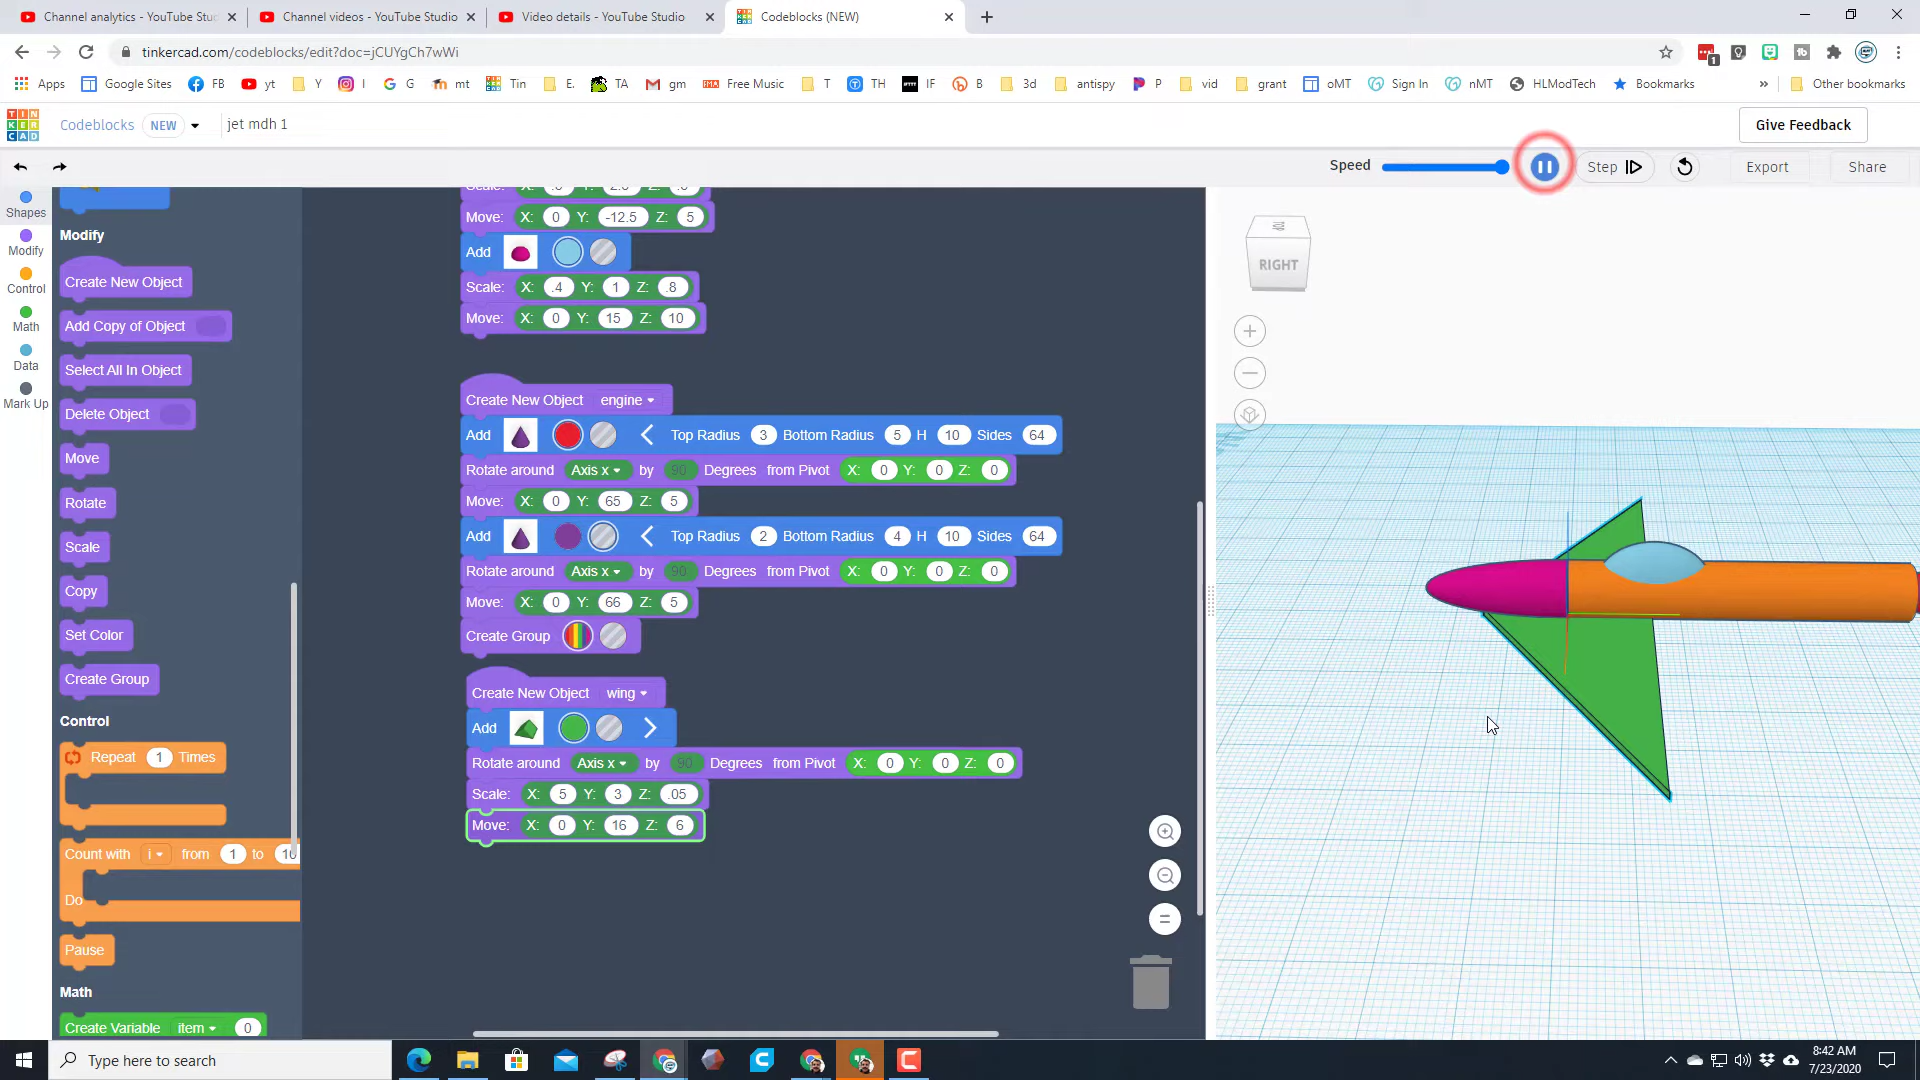 Channel analytics - YouTube Stu
Channel videos - YouTube Studio
Video details - YouTube Studio
Codeblocks (NEW)
tinkercad.com/codeblocks/edit?doc=jCUYgCh7wWi
Apps Google Sites FB yt Y I G mt Tin E. TA gm Free Music T TH IF B 3d antispy P vid grant oMT Sign In nMT HLModTech Bookmarks » Other bookmarks
TIN
KER
CAD
Codeblocks NEW jet mdh 1 Give Feedback
Speed Step Export Share
Shapes
Modify
Control
Math
Data
Mark Up
Modify
Create New Object
Add Copy of Object
Select All In Object
Delete Object
Move
Rotate
Scale
Copy
Set Color
Create Group
Control
Repeat 1 Times
Count with i from 1 to 10
Do
Pause
Math
Create Variable item 0
Move: X: 0 Y: -12.5 Z: 5
Add
Scale: X: .4 Y: 1 Z: .8
Move: X: 0 Y: 15 Z: 10
Create New Object engine
Add Top Radius 3 Bottom Radius 5 H 10 Sides 64
Rotate around Axis x by 90 Degrees from Pivot X: 0 Y: 0 Z: 0
Move: X: 0 Y: 65 Z: 5
Add Top Radius 2 Bottom Radius 4 H 10 Sides 64
Rotate around Axis x by 90 Degrees from Pivot X: 0 Y: 0 Z: 0
Move: X: 0 Y: 66 Z: 5
Create Group
Create New Object wing
Add
Rotate around Axis x by 90 Degrees from Pivot X: 0 Y: 0 Z: 0
Scale: X: 5 Y: 3 Z: .05
Move: X: 0 Y: 16 Z: 6
RIGHT
Type here to search
8:42 AM
7/23/2020